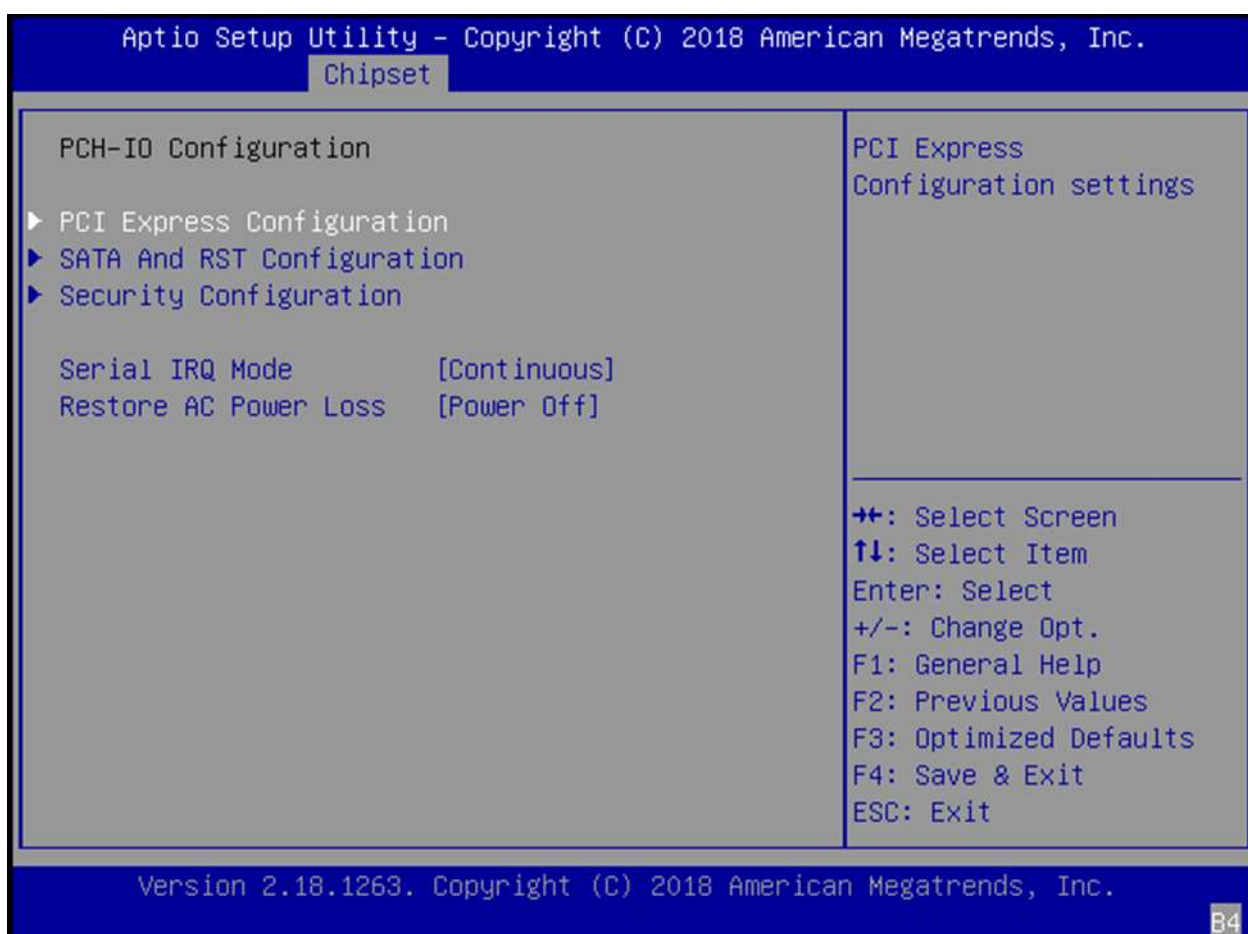 Aptio Setup Utility – Copyright (C) 2018 American Megatrends, Inc.
Chipset
PCH-IO Configuration
▶ PCI Express Configuration
▶ SATA And RST Configuration
▶ Security Configuration
Serial IRQ Mode [Continuous]
Restore AC Power Loss [Power Off]
PCI Express
Configuration settings
→←: Select Screen
↑↓: Select Item
Enter: Select
+/-: Change Opt.
F1: General Help
F2: Previous Values
F3: Optimized Defaults
F4: Save & Exit
ESC: Exit
Version 2.18.1263. Copyright (C) 2018 American Megatrends, Inc.
B4